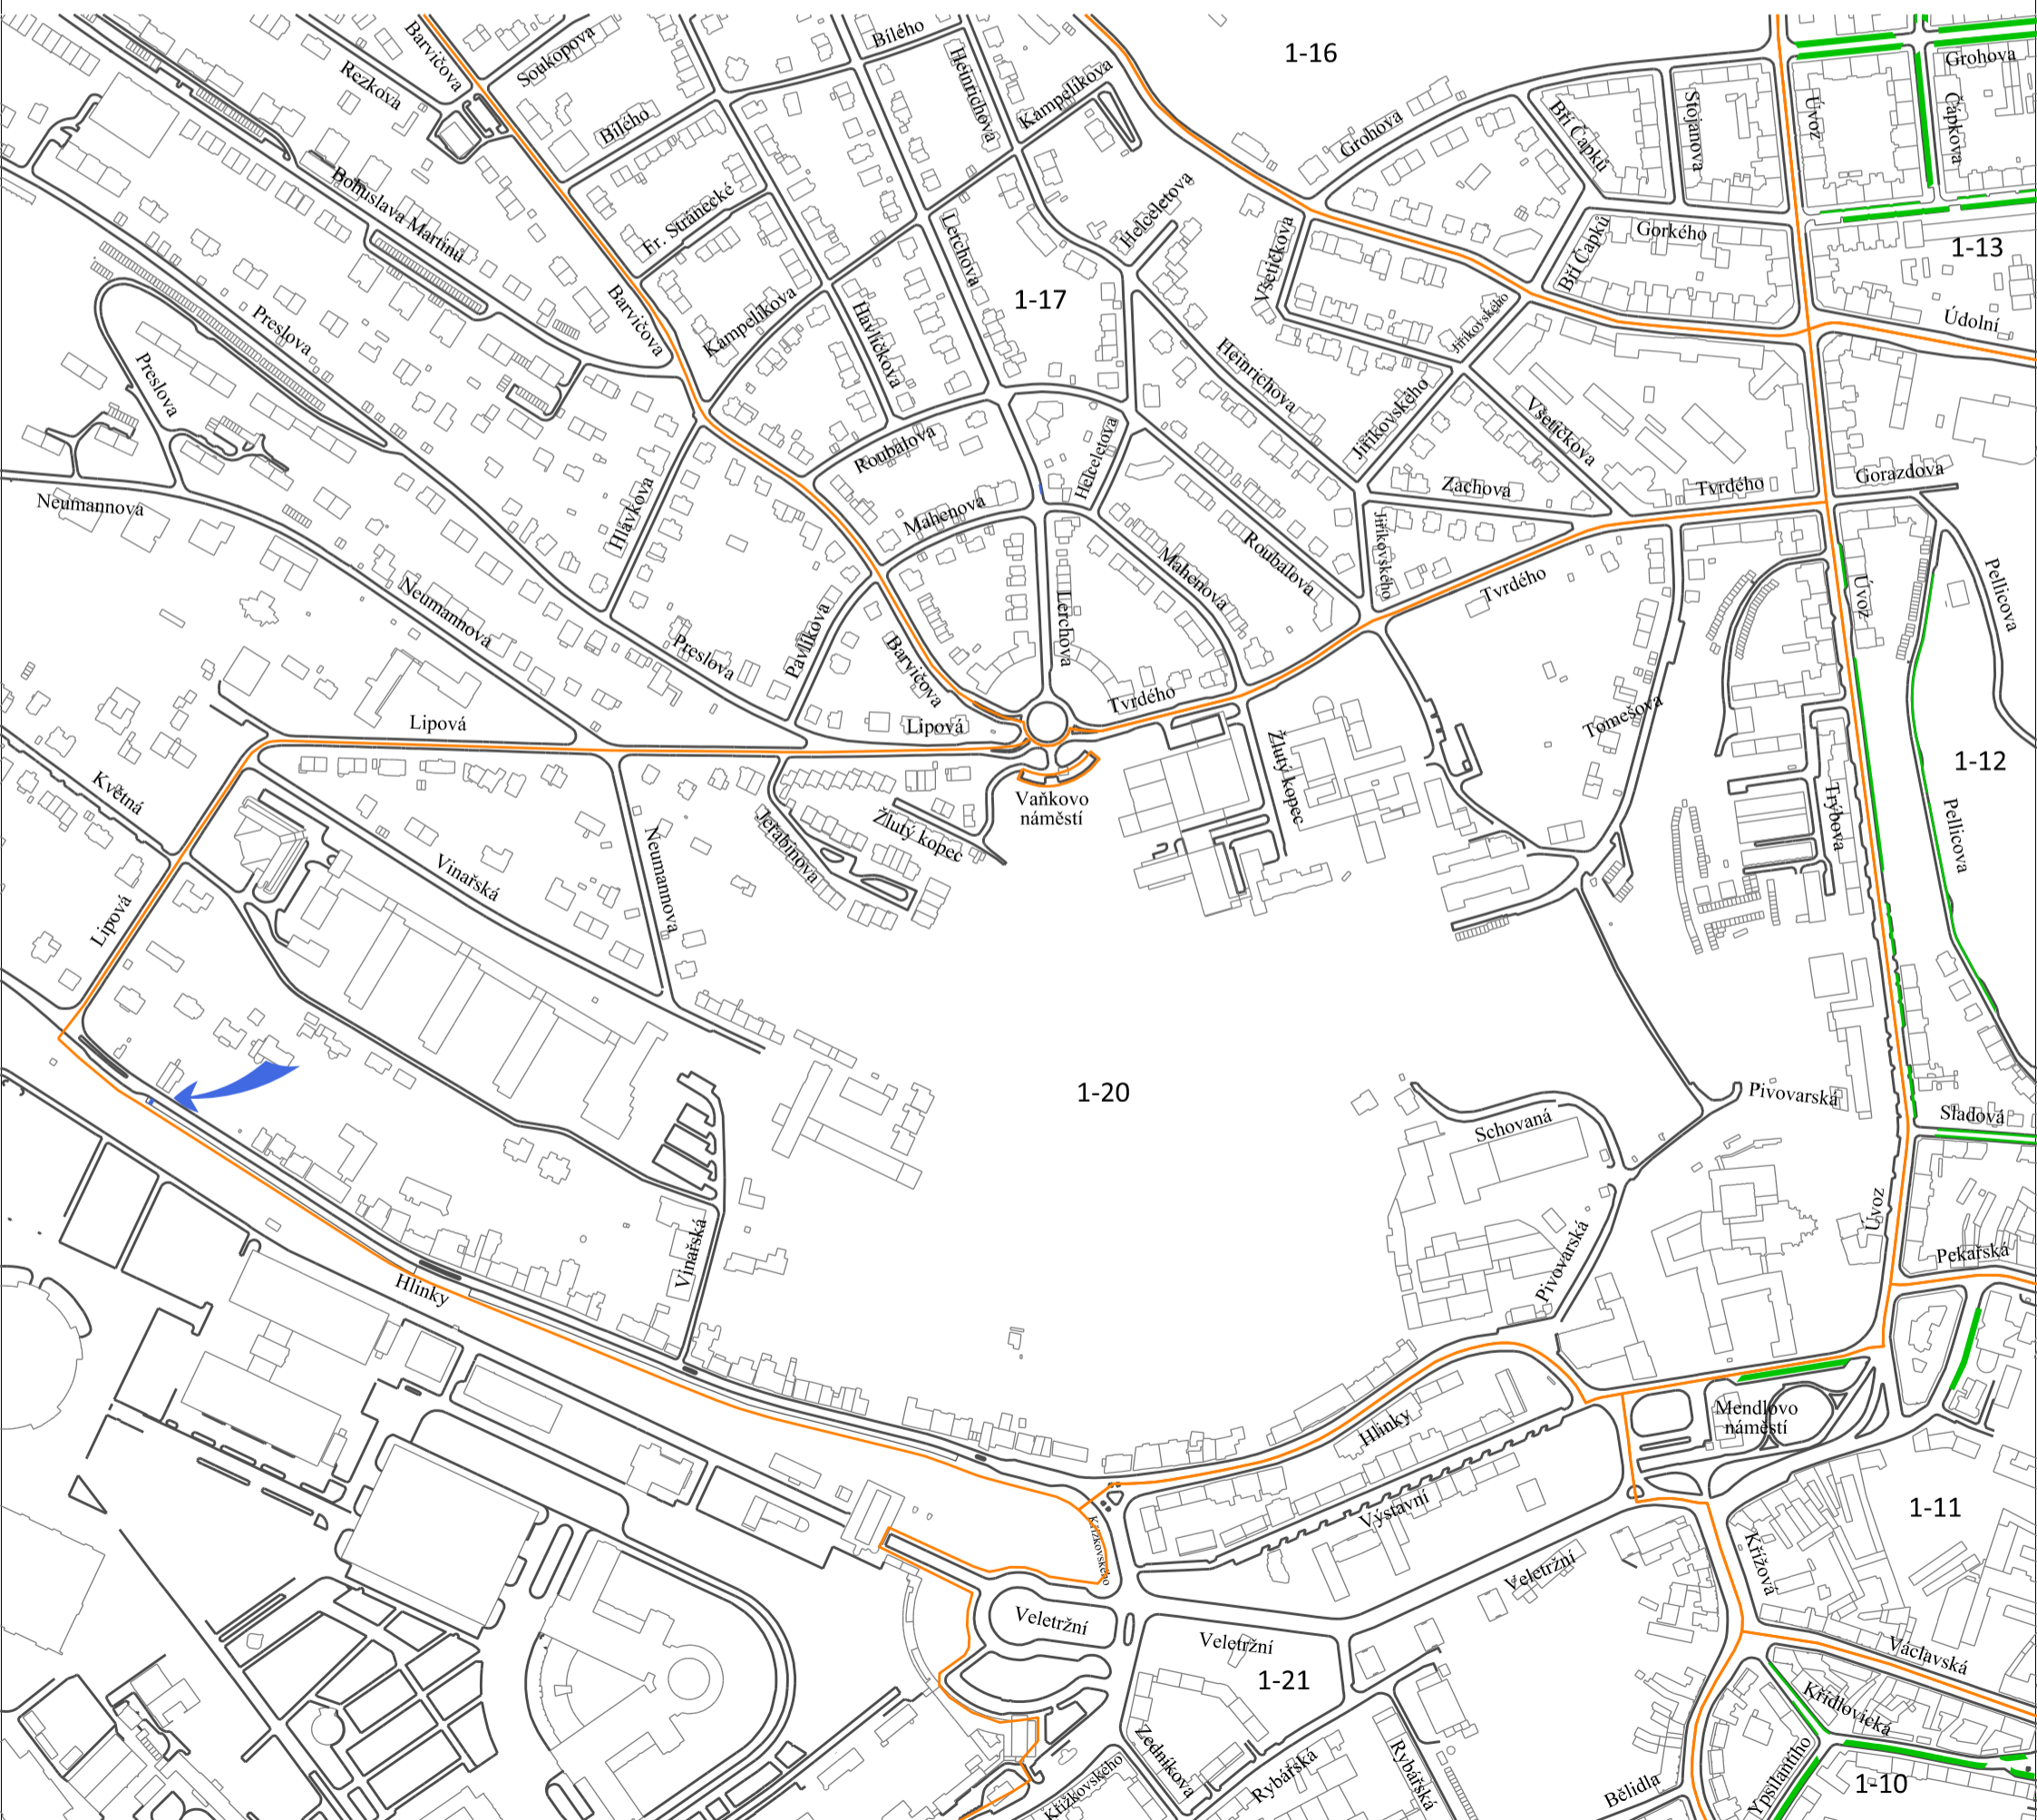 Barvičova
Soukopova
Bílého
Heinrichova
Kampelíkova
1-16
Grohova
Rezkova
Bílého
Grohova
Bří Čapků
Stojanova
Úvoz
Čápkova
Bohuslava Martinů
Fr. Stránecké
Lerchova
Helceletova
Všetičkova
Bří Čapků
Gorkého
1-13
Preslova
Barvičova
Kampelíkova
Havlíčkova
1-17
Jiříkovského
Údolní
Preslova
Heinrichova
Jiříkovského
Všetičkova
Roubalova
Helceletova
Neumannova
Hlávkova
Mahenova
Zachova
Tvrdého
Gorazdova
Jiříkovského
Roubalova
Mahenova
Tvrdého
Úvoz
Pellicova
Neumannova
Preslova
Pavlíkova
Barvičova
Lerchova
Lipová
Lipová
Tvrdého
Žlutý kopec
Tomešova
1-12
Květná
Vaňkovo
náměstí
Trýbova
Pellicova
Vinařská
Neumannova
Jeřabinova
Žlutý kopec
Lipová
1-20
Pivovarská
Schovaná
Sladová
Vinařská
Pivovarská
Úvoz
Pekařská
Hlinky
Hlinky
Mendlovo
náměstí
Výstavní
1-11
Křížkovského
Veletržní
Křížová
Veletržní
Veletržní
1-21
Václavská
Křídlovická
Zedníkova
Křížkovského
Rybářská
Rybářská
Bělidla
Ypsilantiho
1-10